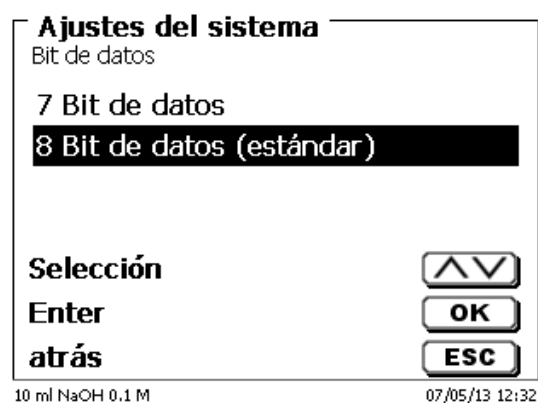 Ajustes del sistema
Bit de datos
7 Bit de datos
8 Bit de datos (estándar)
Selección
Enter OK
atrás ESC
10 ml NaOH 0.1 M 07/05/13 12:32